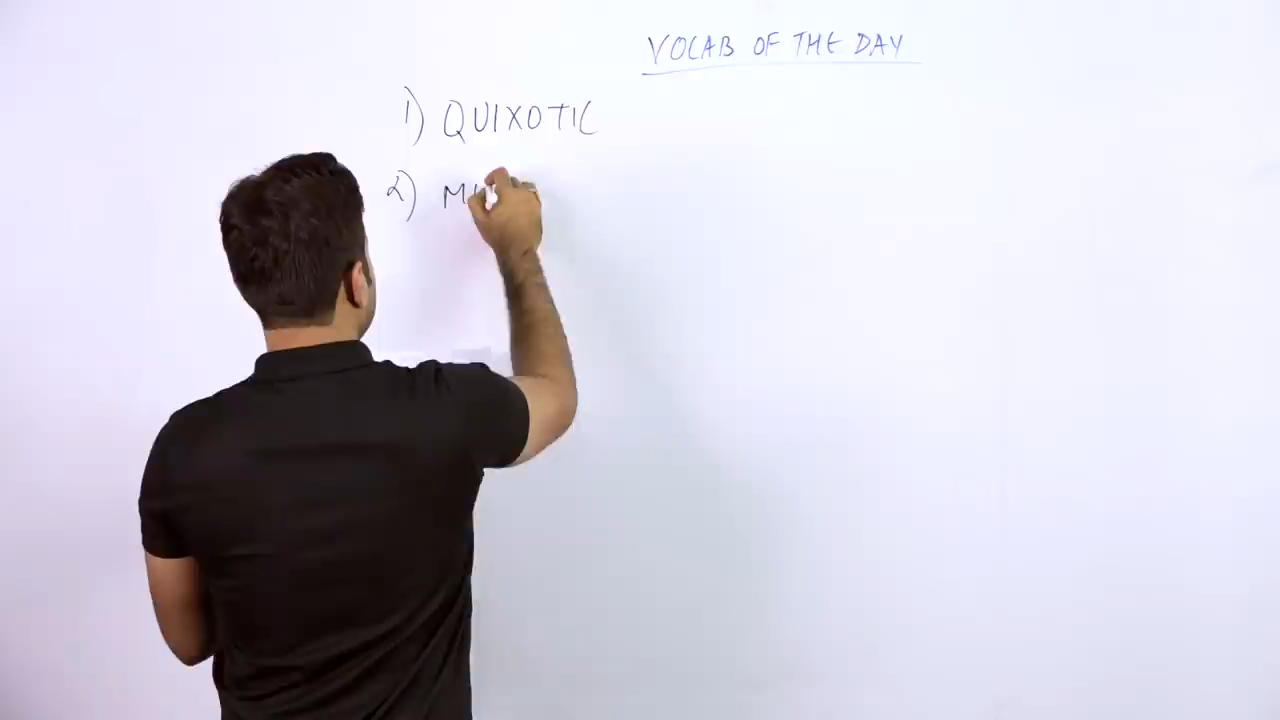 VOCAB OF THE DAY
1) QUIXOTIC
2)